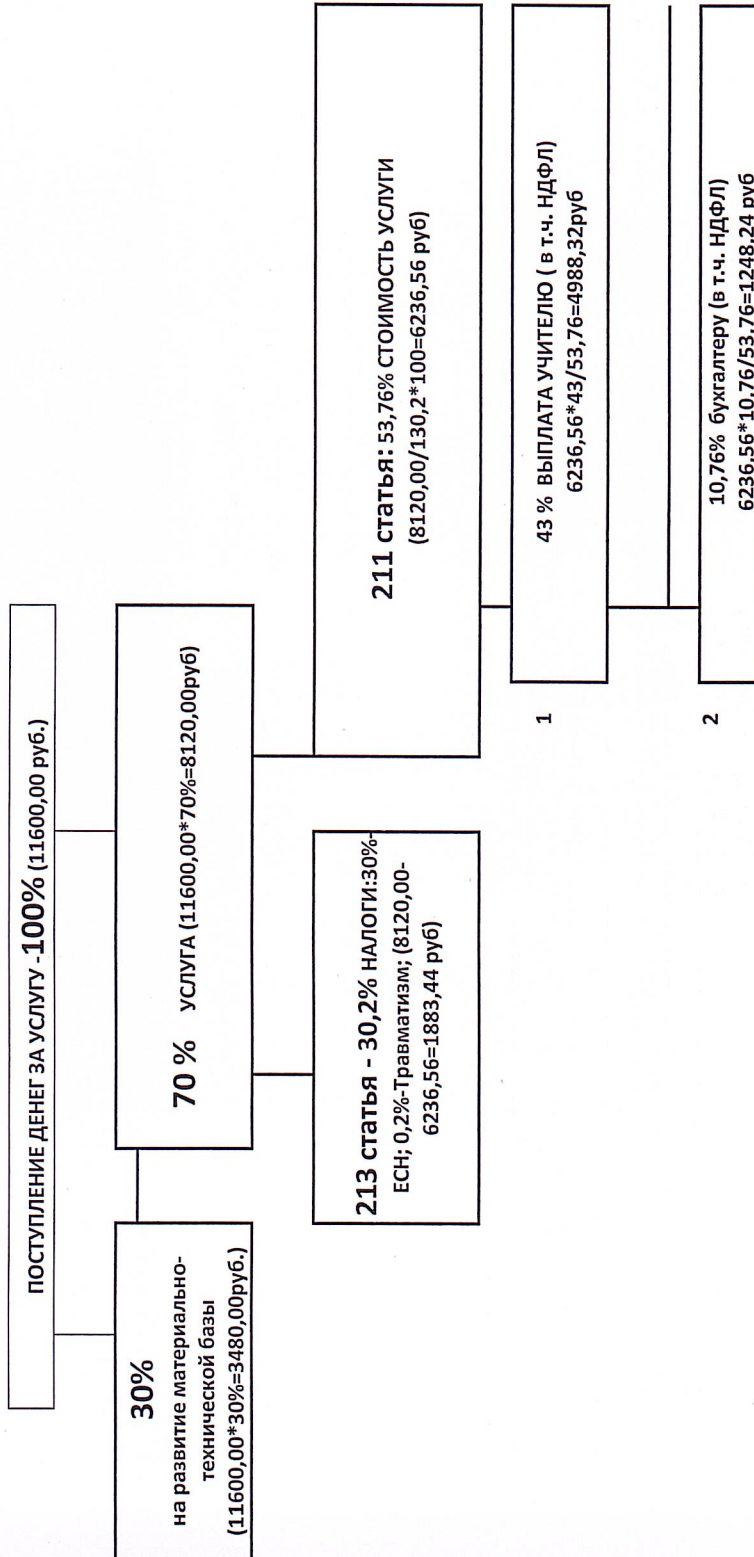 ПОСТУПЛЕНИЕ ДЕНЕГ ЗА УСЛУГУ -100% (11600,00 руб.)
30%
на развитие материально-
технической базы
(11600,00*30%=3480,00руб.)
70 % УСЛУГА (11600,00*70%=8120,00руб)
213 статья - 30,2% НАЛОГИ:30%-
ЕСН; 0,2%-Травматизм; (8120,00-
6236,56=1883,44 руб)
211 статья: 53,76% СТОИМОСТЬ УСЛУГИ
(8120,00/130,2*100=6236,56 руб)
1
43 % ВЫПЛАТА УЧИТЕЛЮ ( в т.ч. НДФЛ)
6236,56*43/53,76=4988,32руб
2
10,76% бухгалтеру (в т.ч. НДФЛ)
6236,56*10,76/53,76=1248,24 руб